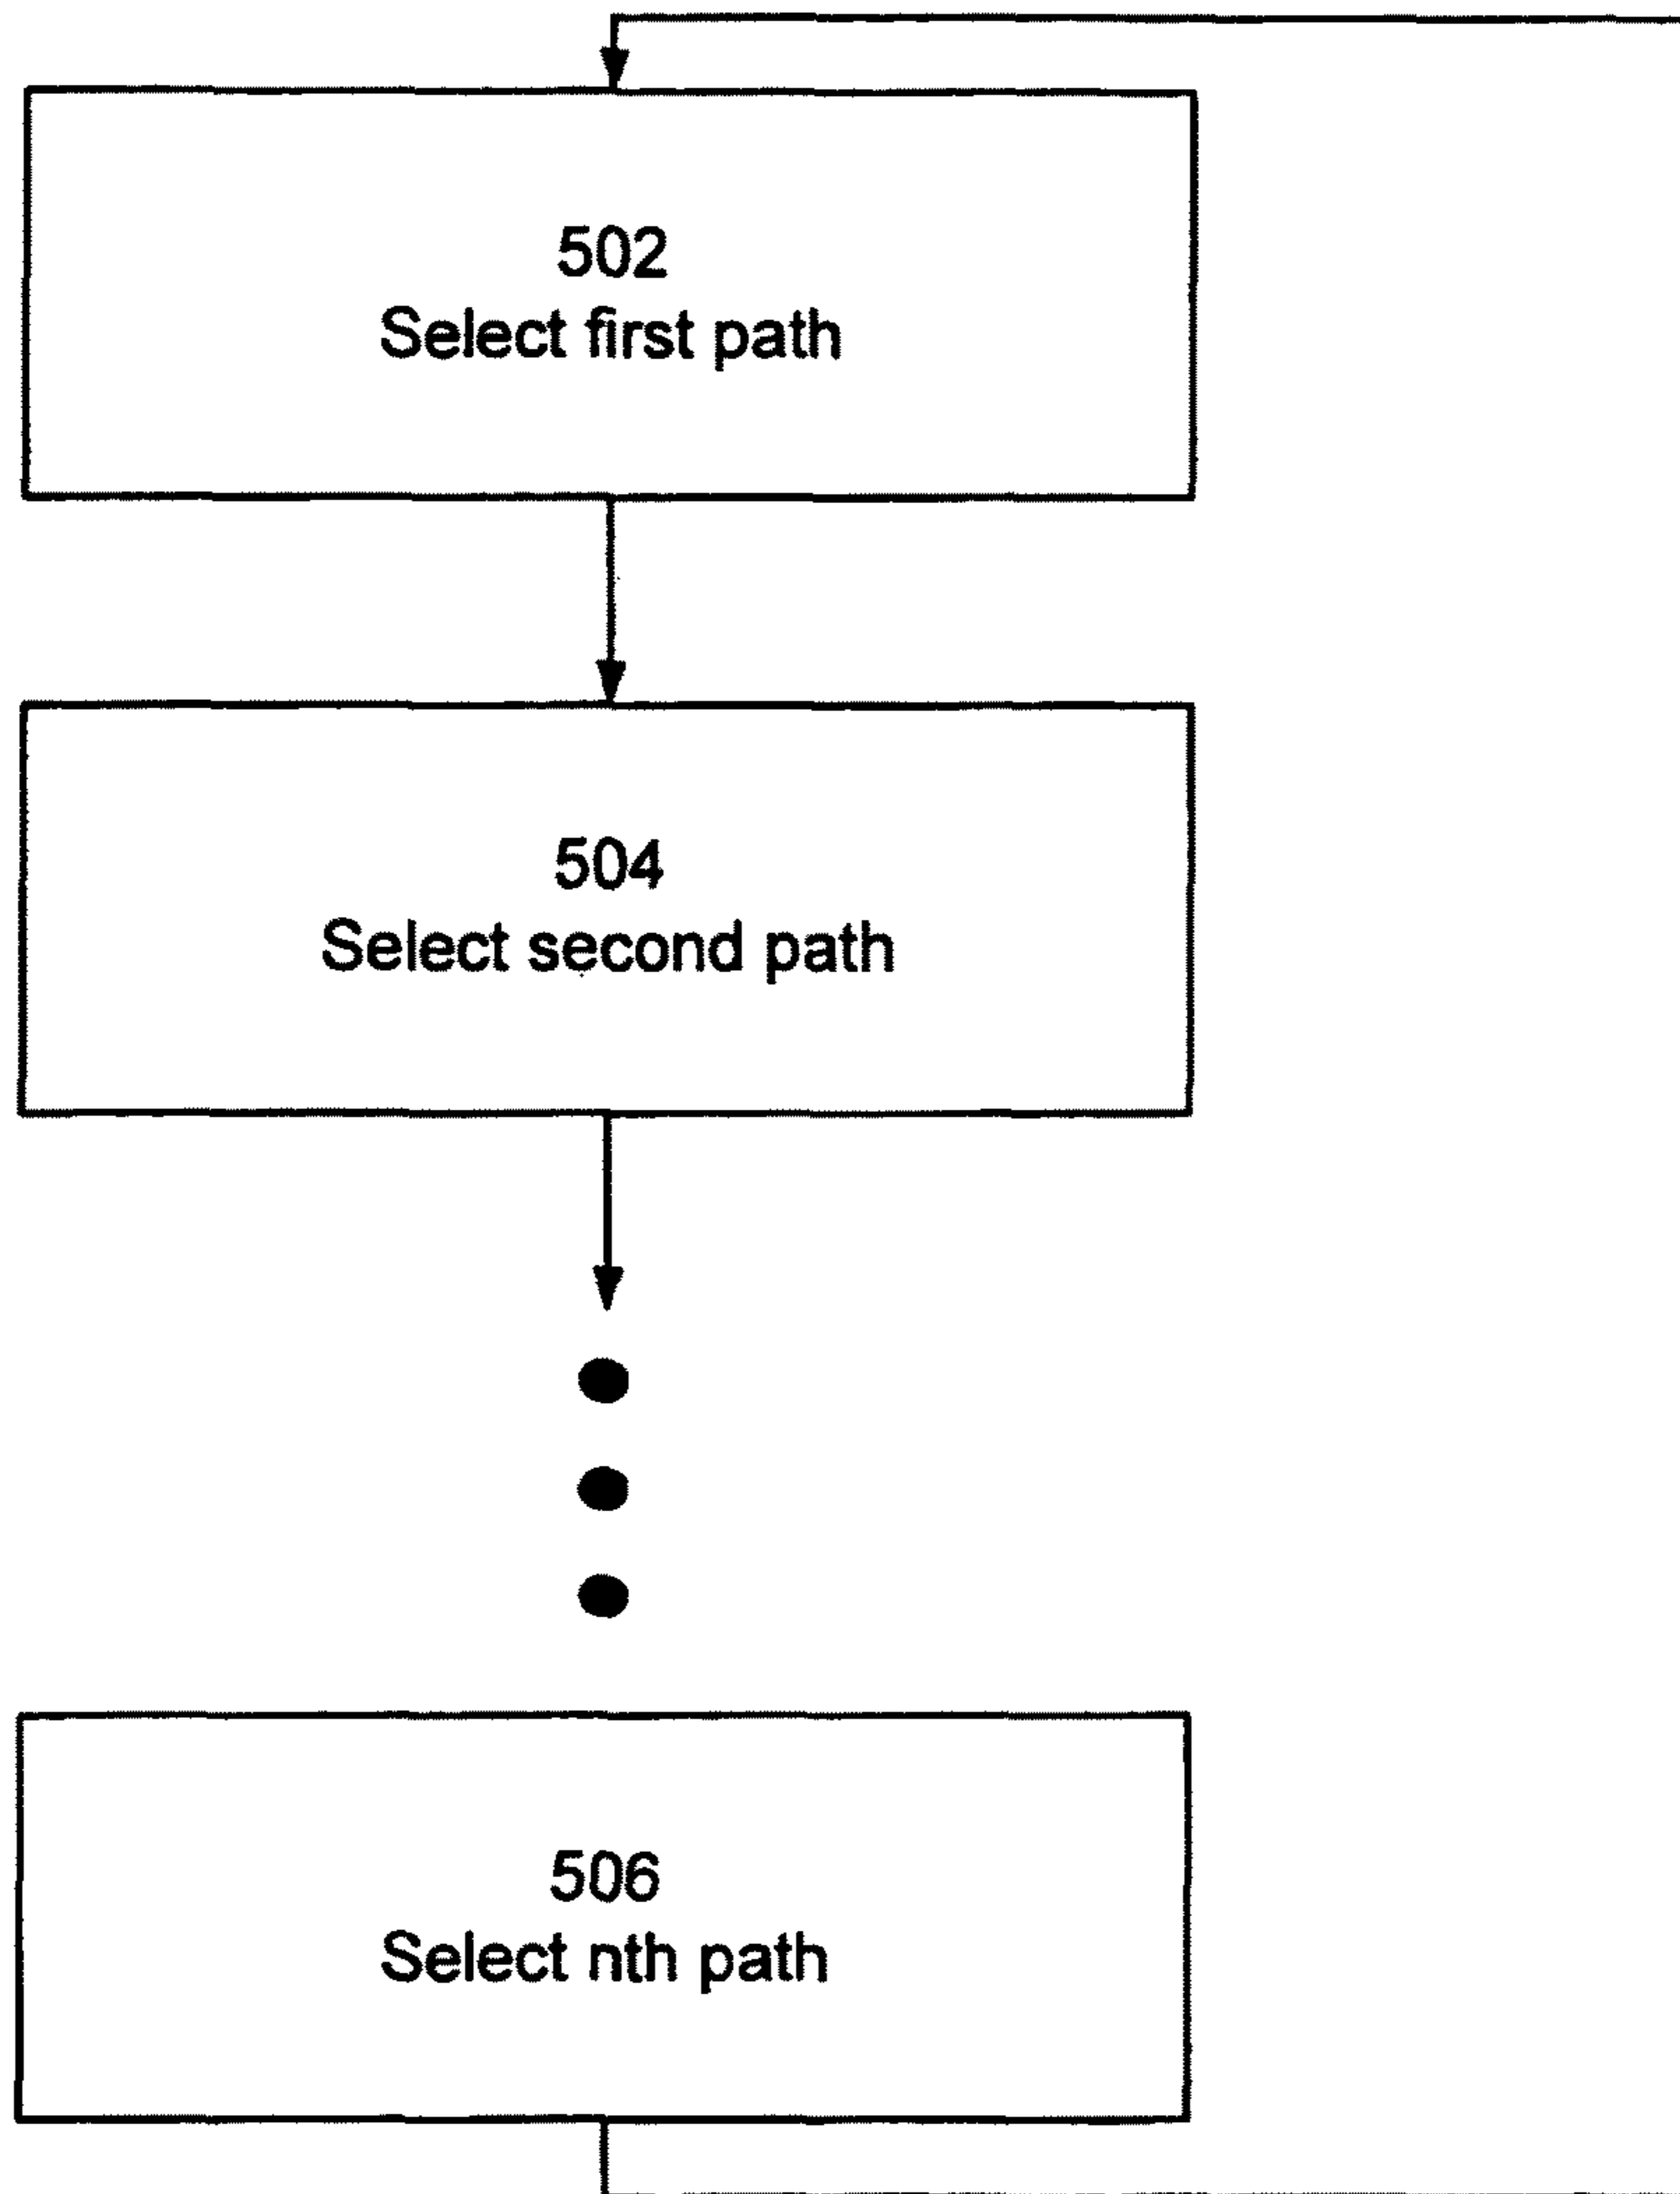 502
Select first path
504
Select second path
506
Select nth path